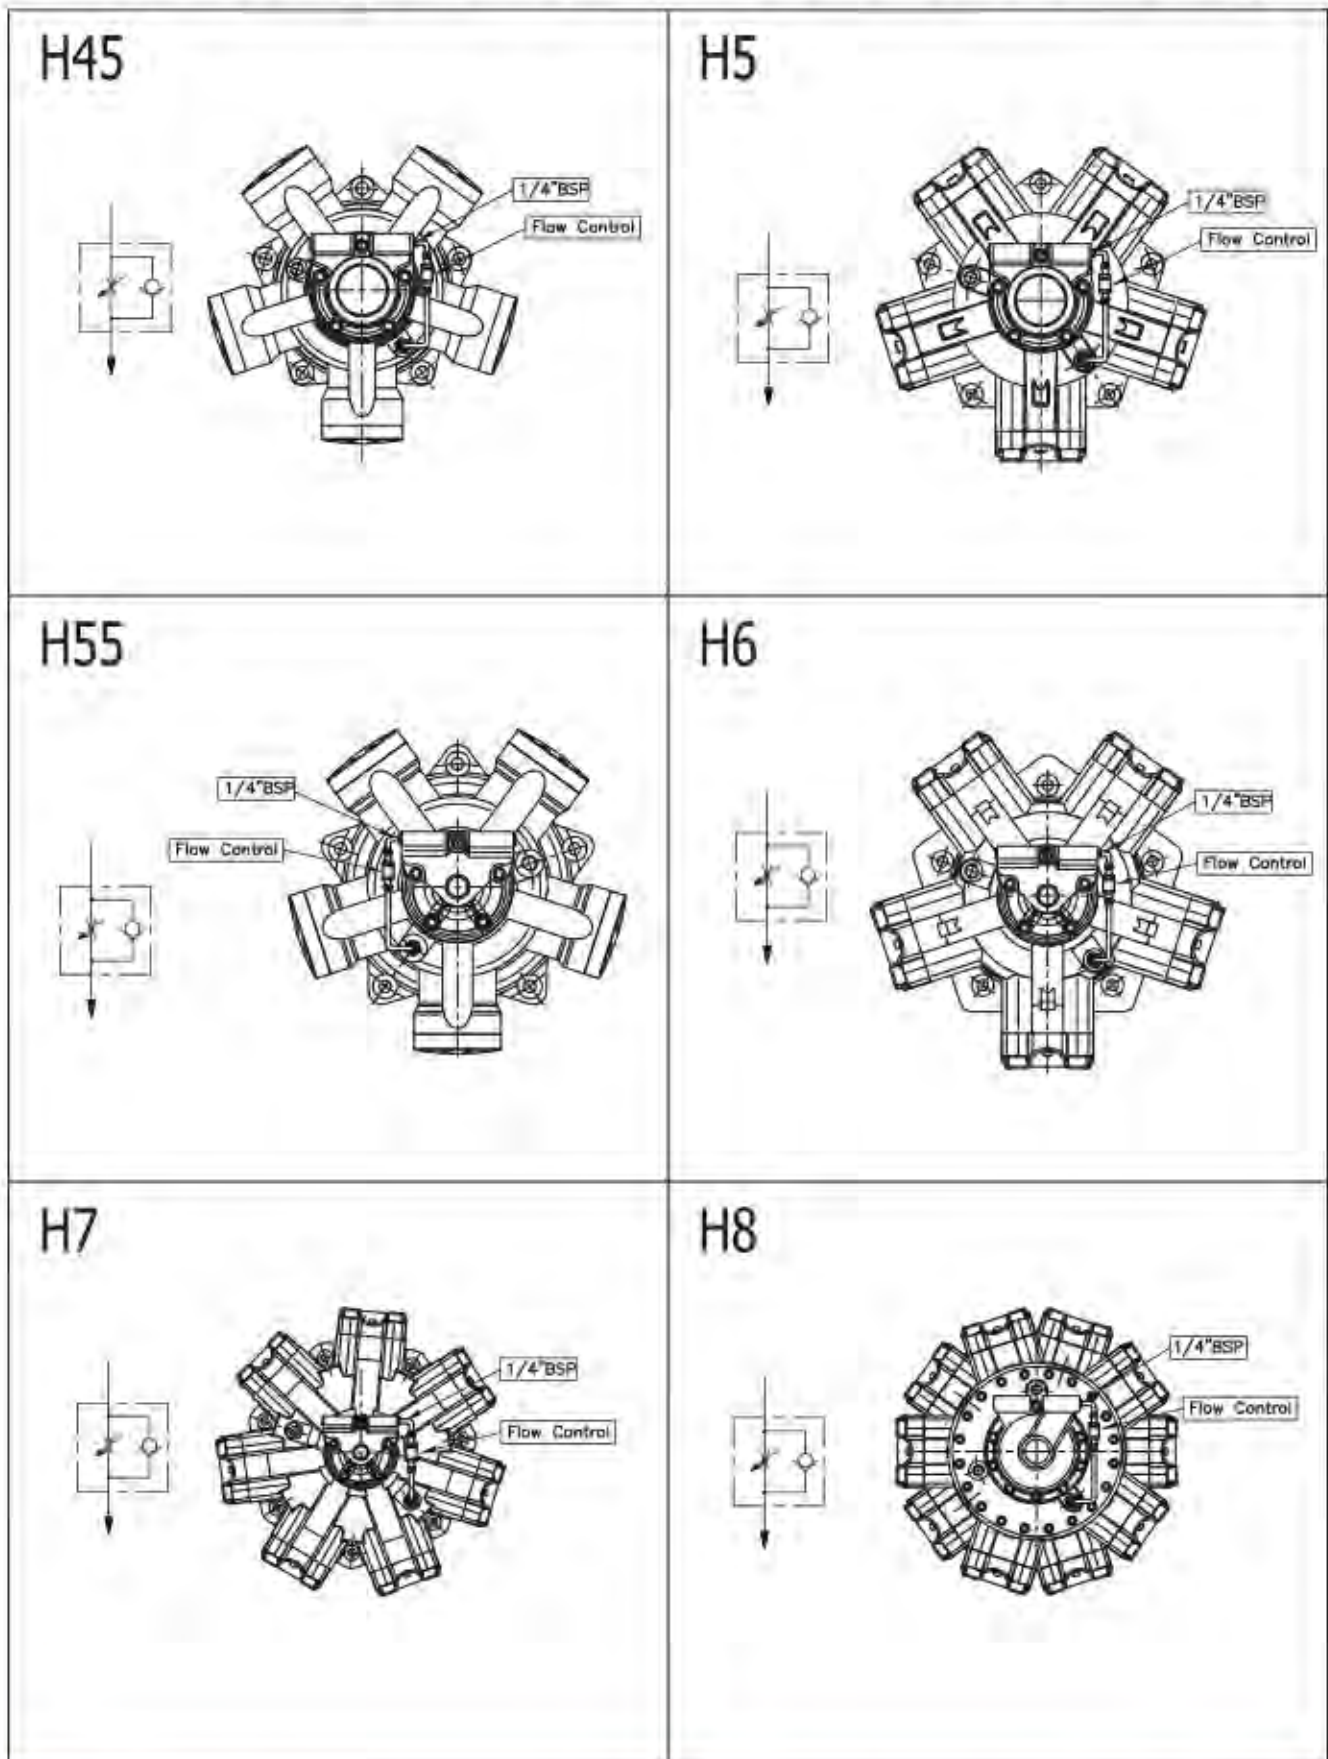 H45
1/4"BSP
Flow Control
H5
1/4"BSP
Flow Control
H55
1/4"BSP
Flow Control
H6
1/4"BSP
Flow Control
H7
1/4"BSP
Flow Control
H8
1/4"BSP
Flow Control